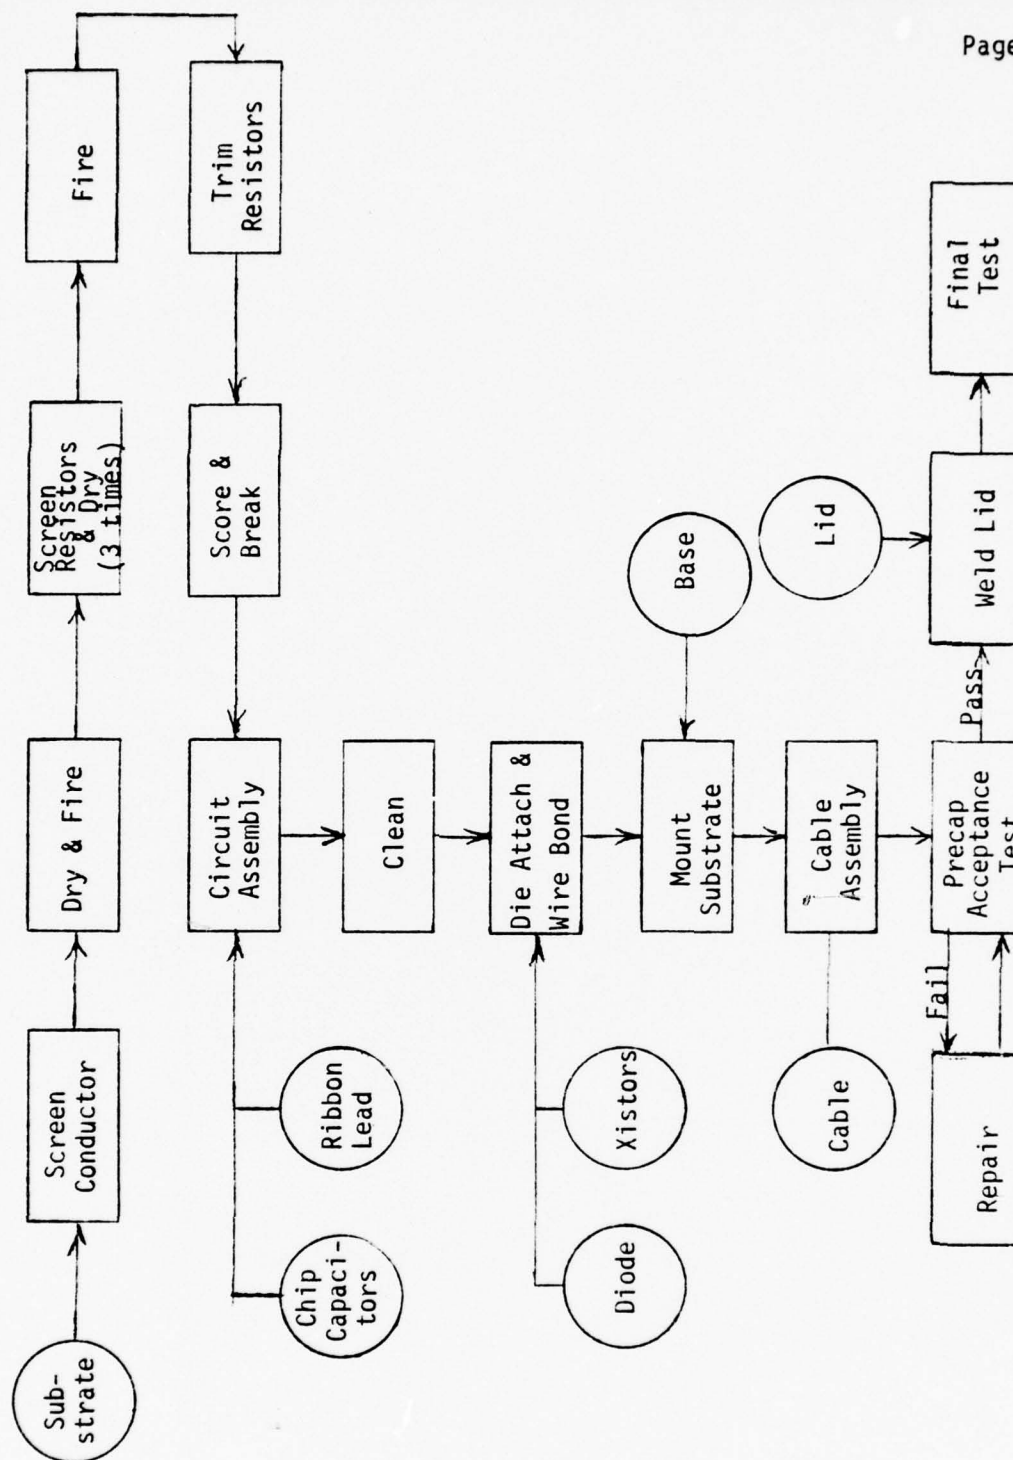 Page
Sub-
strate
Screen
Conductor
Dry & Fire
Screen
Resistors
& Dry
(3 times)
Fire
Trim
Resistors
Score &
Break
Circuit
Assembly
Chip
Capaci-
tors
Ribbon
Lead
Clean
Die Attach &
Wire Bond
Diode
Xistors
Mount
Substrate
Base
Cable
Assembly
Cable
Precap
Acceptance
Test
Fail
Repair
Pass
Weld Lid
Lid
Final
Test